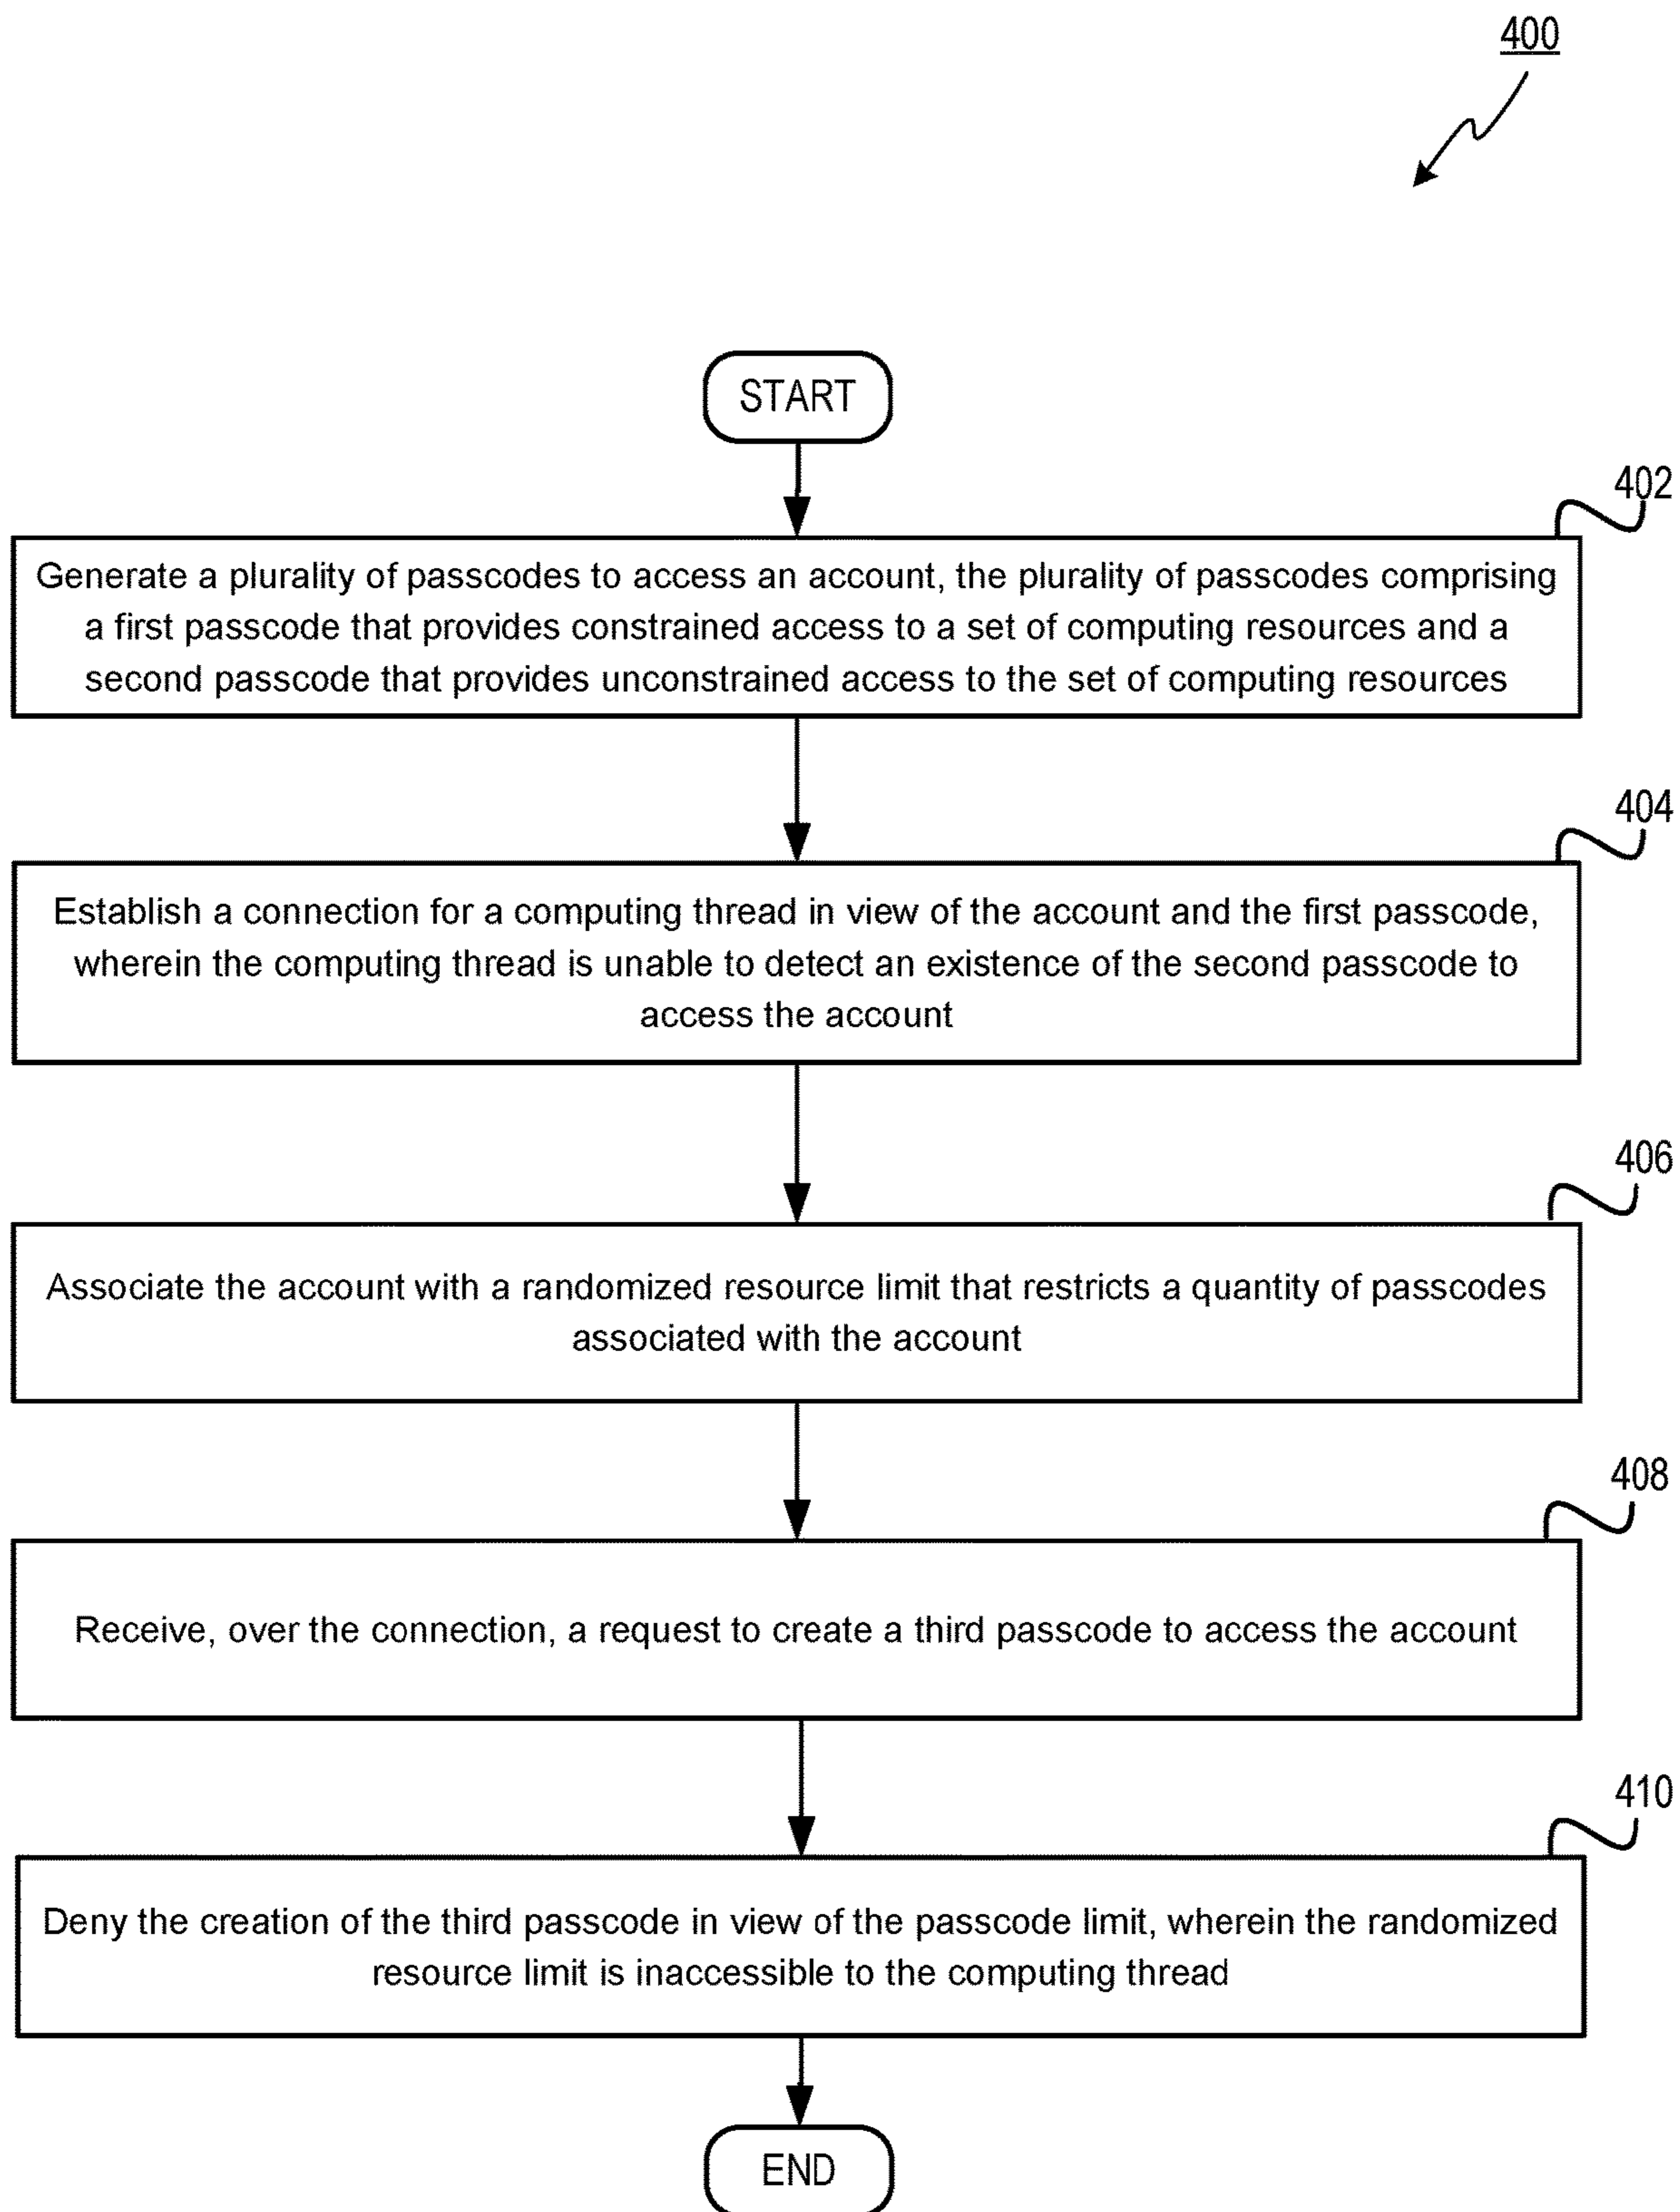 400
START
402
Generate a plurality of passcodes to access an account, the plurality of passcodes comprising
a first passcode that provides constrained access to a set of computing resources and a
second passcode that provides unconstrained access to the set of computing resources
404
Establish a connection for a computing thread in view of the account and the first passcode,
wherein the computing thread is unable to detect an existence of the second passcode to
access the account
406
Associate the account with a randomized resource limit that restricts a quantity of passcodes
associated with the account
408
Receive, over the connection, a request to create a third passcode to access the account
410
Deny the creation of the third passcode in view of the passcode limit, wherein the randomized
resource limit is inaccessible to the computing thread
END